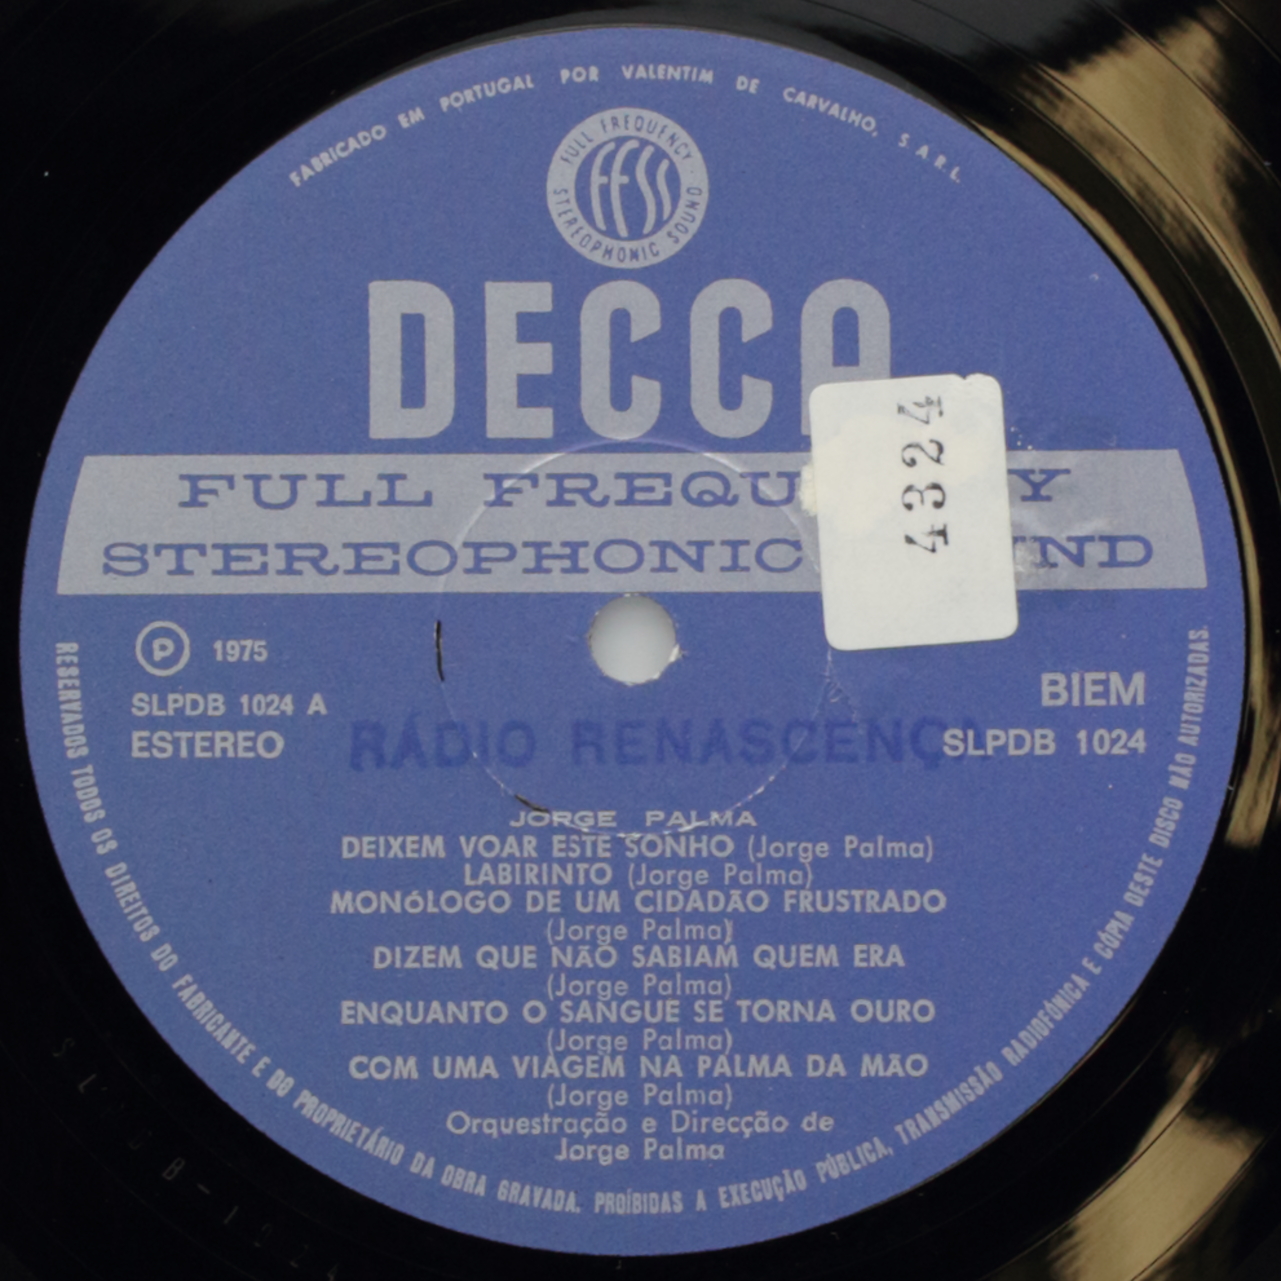 FABRICADO EM PORTUGAL POR VALENTIM DE CARVALHO, S A R L
FULL FREQUENCY
FFSS
STEREOPHONIC SOUND
DECCA
4324
FULL FREQU Y
STEREOPHONIC ND
P 1975
SLPDB 1024 A
ESTEREO
BIEM
SLPDB 1024
RÁDIO RENASCENÇA
JORGE PALMA
DEIXEM VOAR ESTE SONHO (Jorge Palma)
LABIRINTO (Jorge Palma)
MONóLOGO DE UM CIDADÃO FRUSTRADO
(Jorge Palma)
DIZEM QUE NÃO SABIAM QUEM ERA
(Jorge Palma)
ENQUANTO O SANGUE SE TORNA OURO
(Jorge Palma)
COM UMA VIAGEM NA PALMA DA MÃO
(Jorge Palma)
Orquestração e Direcção de
Jorge Palma
RESERVADOS TODOS OS DIREITOS DO FABRICANTE E DO PROPRIETÁRIO DA OBRA GRAVADA. PROÍBIDAS A EXECUÇÃO PÚBLICA, TRANSMISSÃO RADIOFÓNICA E CÓPIA DESTE DISCO NÃO AUTORIZADAS.